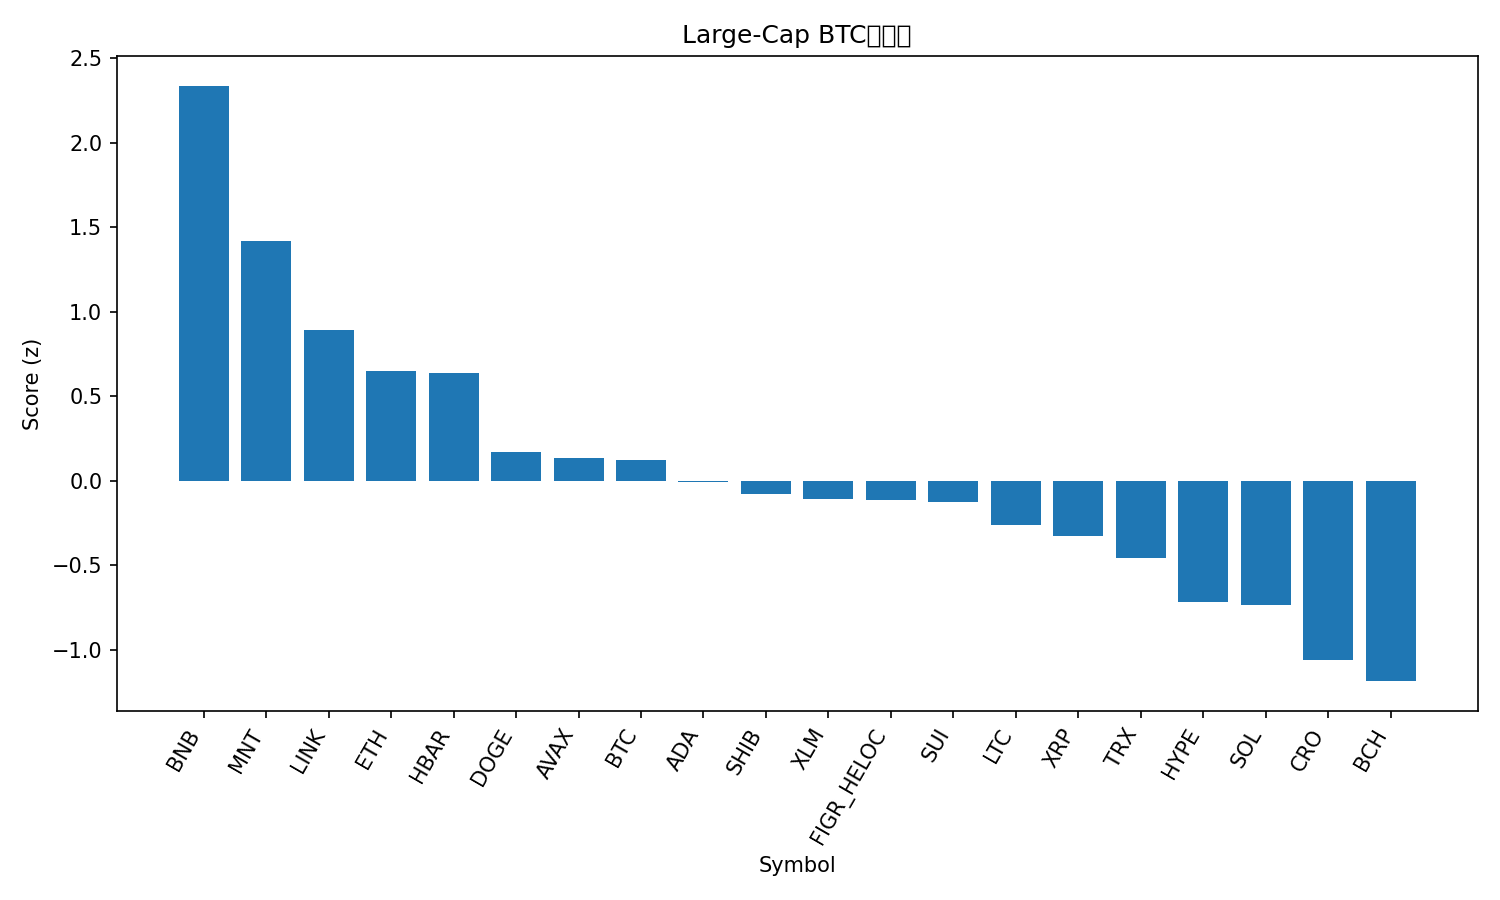 Large-Cap BTC
2.5
2.0
1.5
1.0
0.5
0.0
−0.5
−1.0
Score (z)
BNB
MNT
LINK
ETH
HBAR
DOGE
AVAX
BTC
ADA
SHIB
XLM
FIGR_HELOC
SUI
LTC
XRP
TRX
HYPE
SOL
CRO
BCH
Symbol